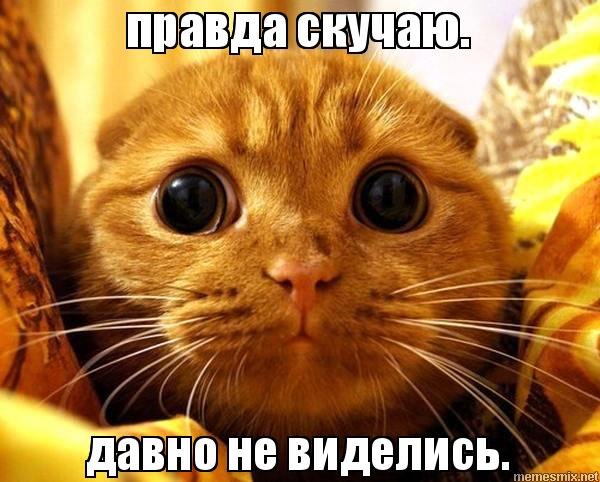 правда скучаю.
давно не виделись.
memesmix.net